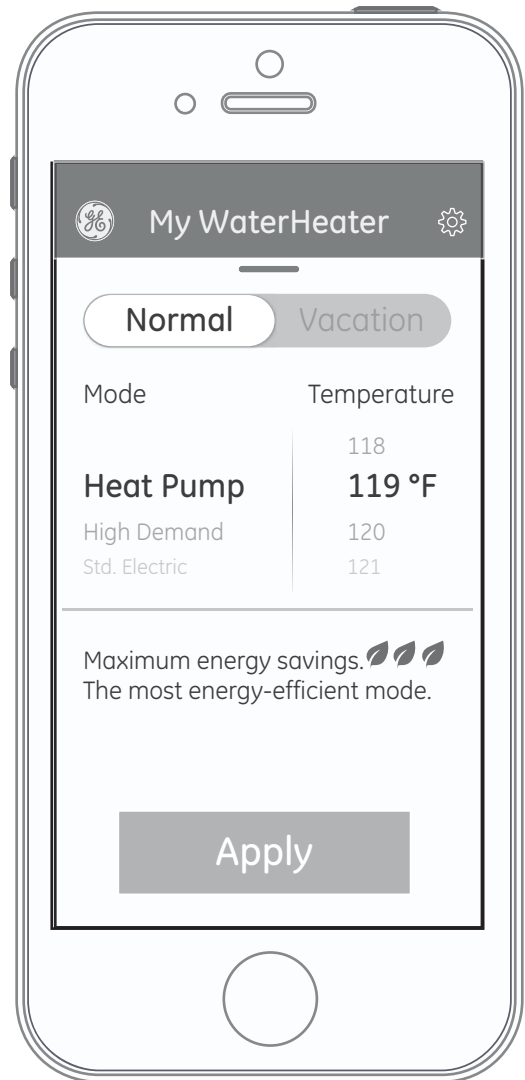 GE
My WaterHeater
Normal Vacation
Mode Temperature
118
Heat Pump 119 °F
High Demand 120
Std. Electric 121
Maximum energy savings.
The most energy-efficient mode.
Apply